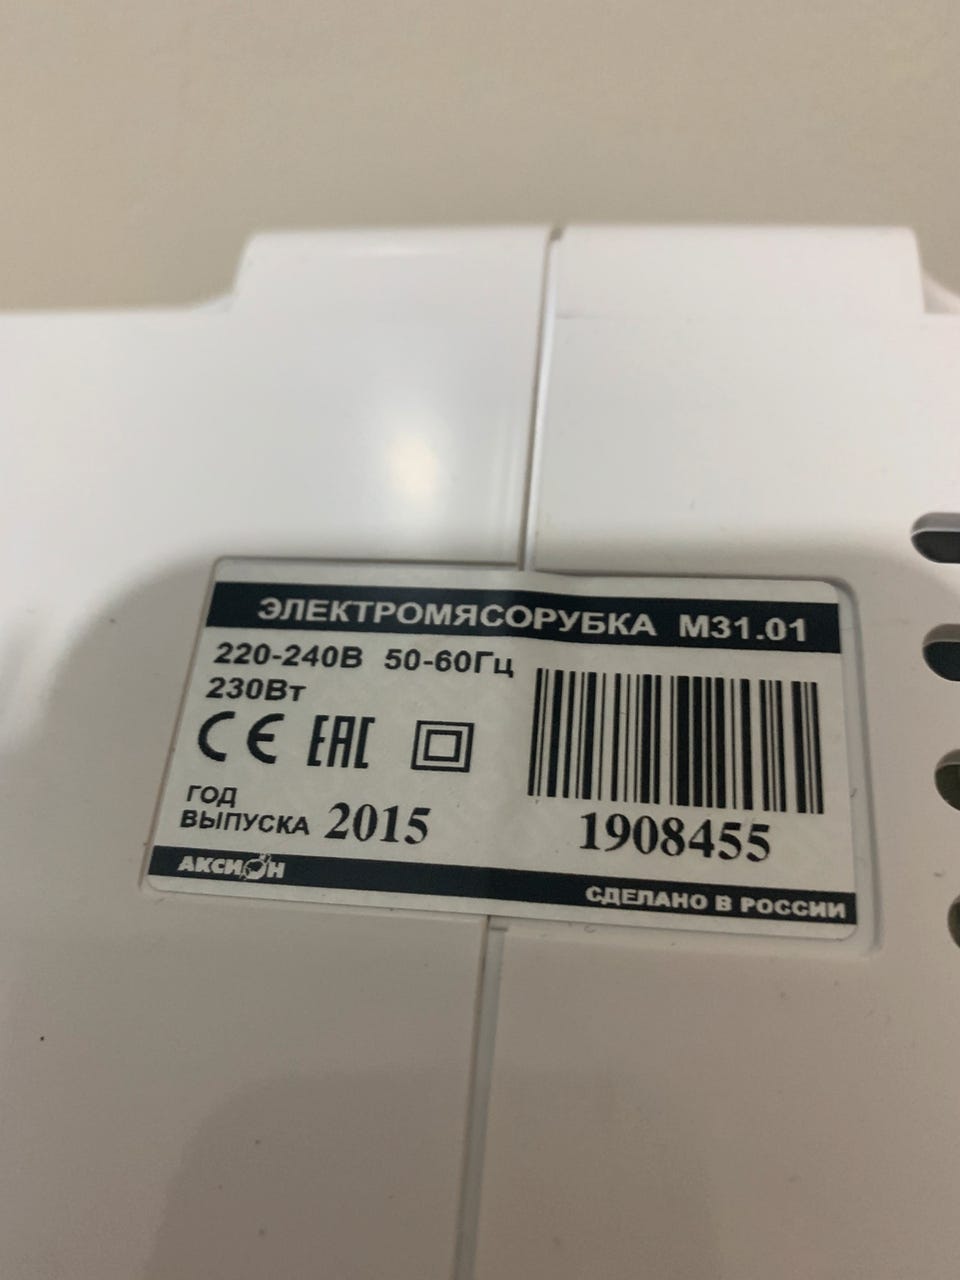 ЭЛЕКТРОМЯСОРУБКА М31.01
220-240В 50-60Гц
230Вт
CE EAC
ГОД
ВЫПУСКА 2015
1908455
АКСИОН
СДЕЛАНО В РОССИИ